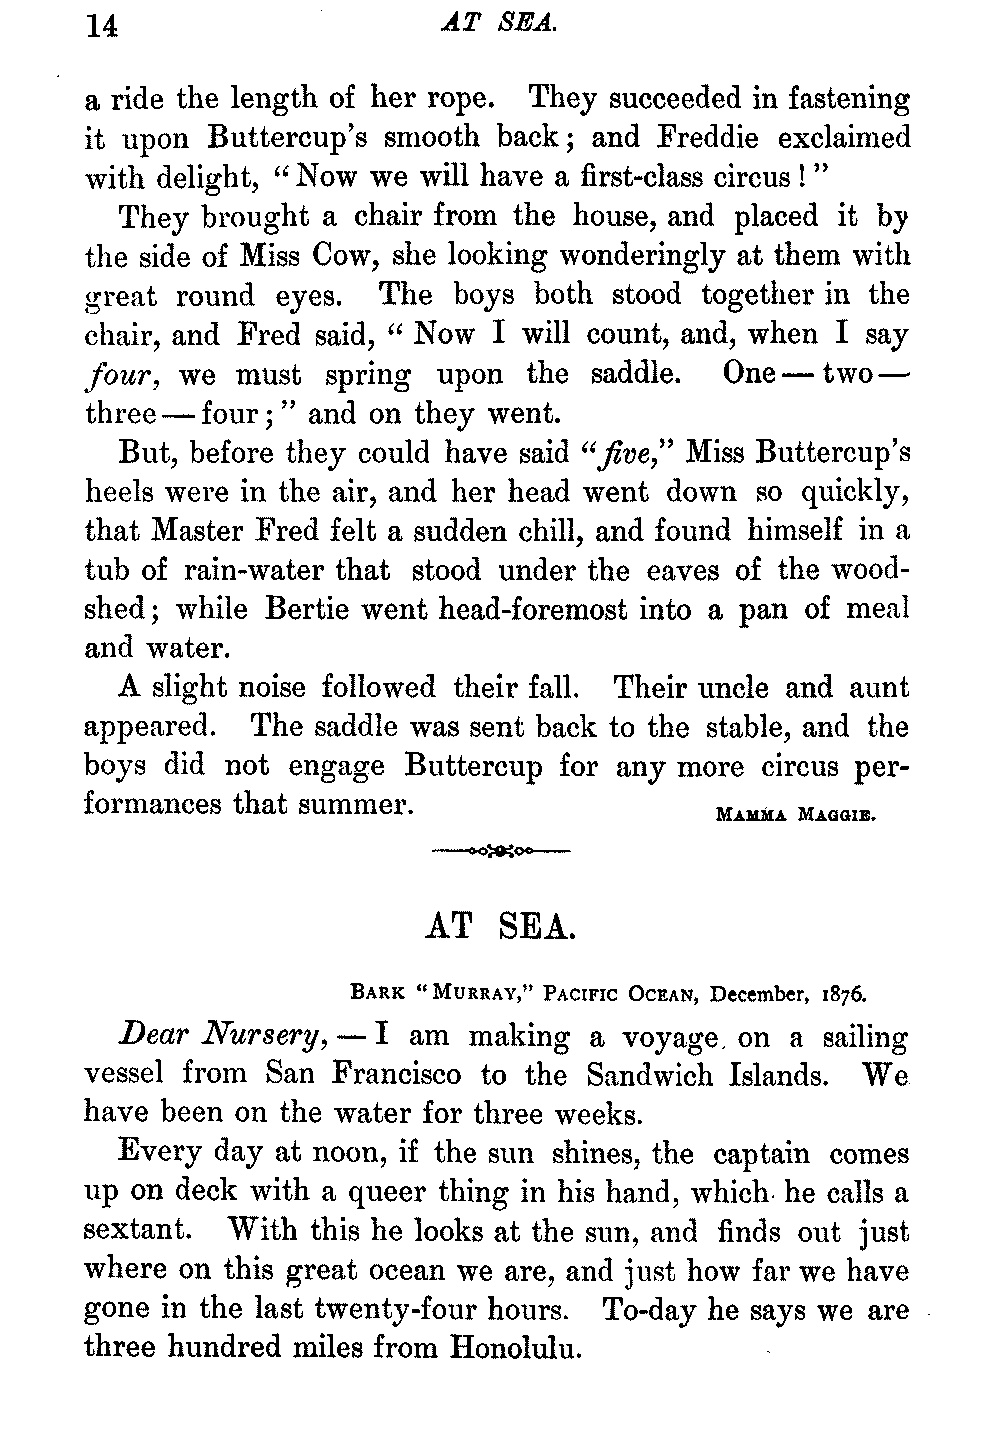 14 AT SEA.
a ride the length of her rope. They succeeded in fastening
it upon Buttercup's smooth back; and Freddie exclaimed
with delight, "Now we will have a first-class circus!"
They brought a chair from the house, and placed it by
the side of Miss Cow, she looking wonderingly at them with
great round eyes. The boys both stood together in the
chair, and Fred said, "Now I will count, and, when I say
four, we must spring upon the saddle. One—two—
three—four;" and on they went.
But, before they could have said "five," Miss Buttercup's
heels were in the air, and her head went down so quickly,
that Master Fred felt a sudden chill, and found himself in a
tub of rain-water that stood under the eaves of the wood-
shed; while Bertie went head-foremost into a pan of meal
and water.
A slight noise followed their fall. Their uncle and aunt
appeared. The saddle was sent back to the stable, and the
boys did not engage Buttercup for any more circus per-
formances that summer. MAMMA MAGGIE.
AT SEA.
BARK "MURRAY," PACIFIC OCEAN, December, 1876.
Dear Nursery,—I am making a voyage on a sailing
vessel from San Francisco to the Sandwich Islands. We
have been on the water for three weeks.
Every day at noon, if the sun shines, the captain comes
up on deck with a queer thing in his hand, which he calls a
sextant. With this he looks at the sun, and finds out just
where on this great ocean we are, and just how far we have
gone in the last twenty-four hours. To-day he says we are
three hundred miles from Honolulu.